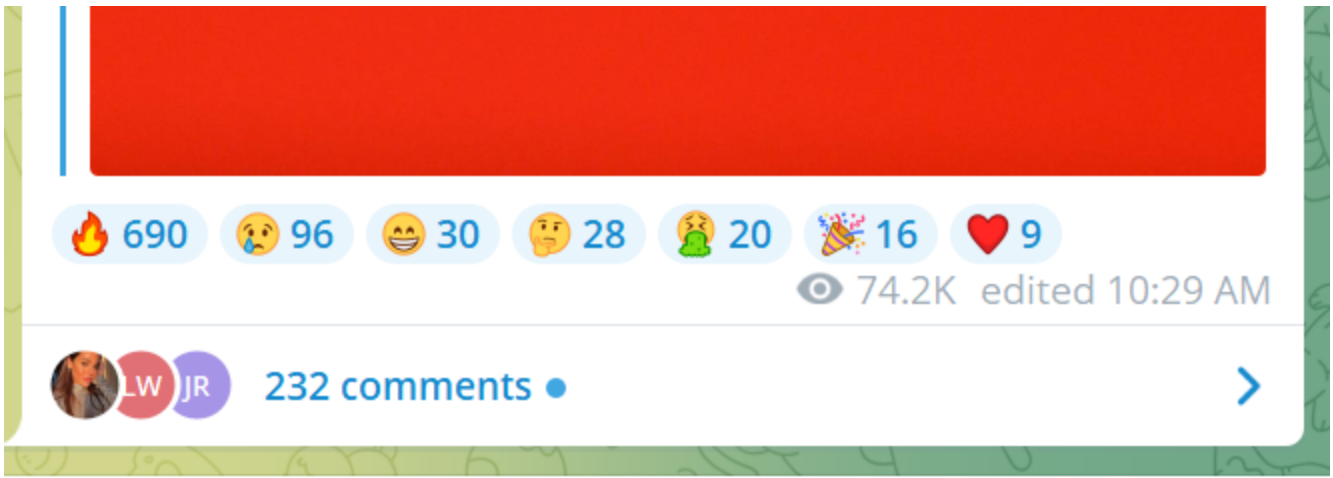 🔥 690 😢 96 😁 30 🤔 28 🤮 20 🎉 16 ❤️ 9
74.2K edited 10:29 AM
LW JR 232 comments